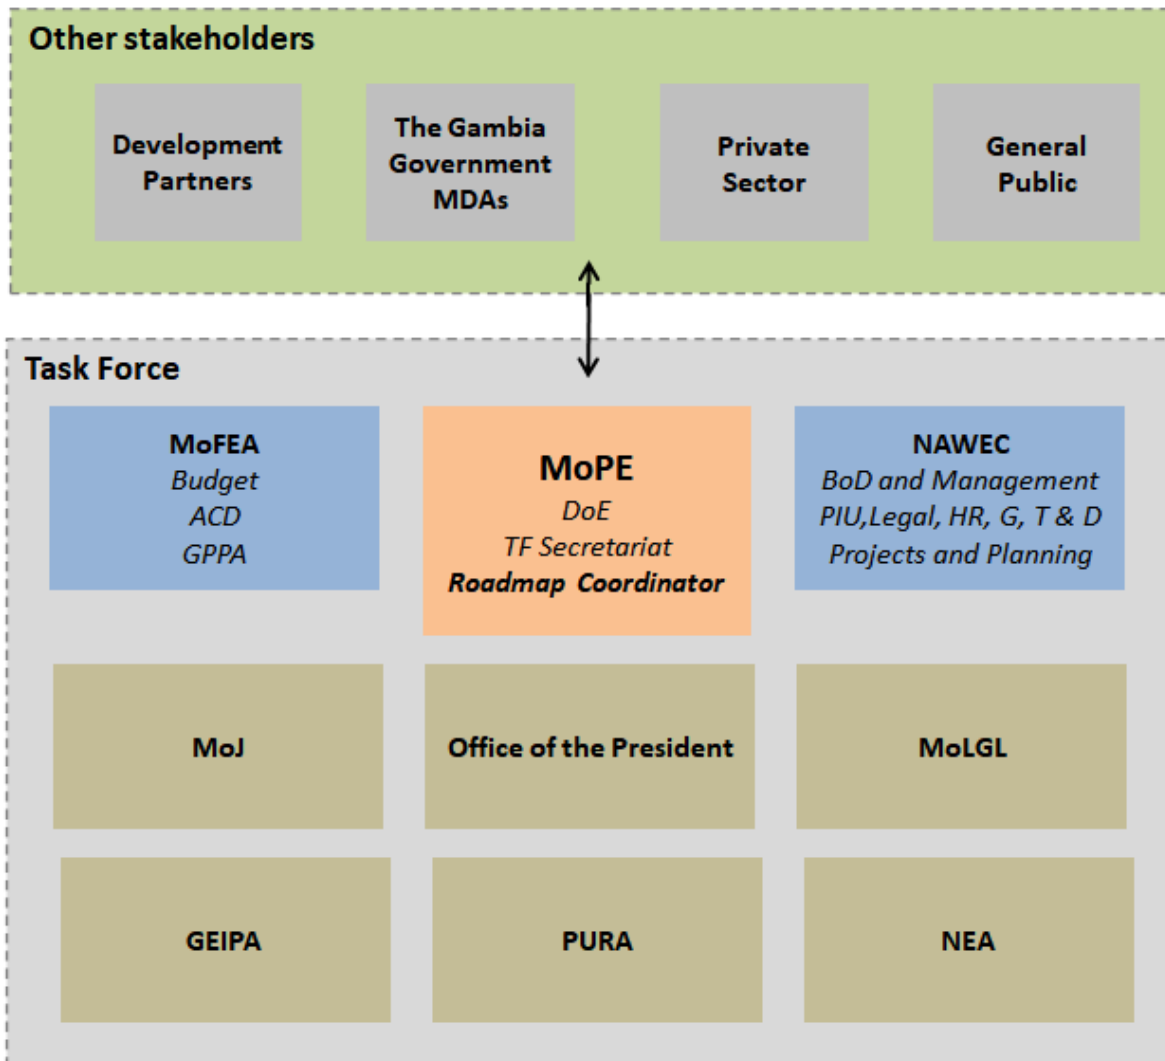 Other stakeholders
Development
Partners
The Gambia
Government
MDAs
Private
Sector
General
Public
Task Force
MoFEA
Budget
ACD
GPPA
MoPE
DoE
TF Secretariat
Roadmap Coordinator
NAWEC
BoD and Management
PIU,Legal, HR, G, T & D
Projects and Planning
MoJ
Office of the President
MoLGL
GEIPA
PURA
NEA